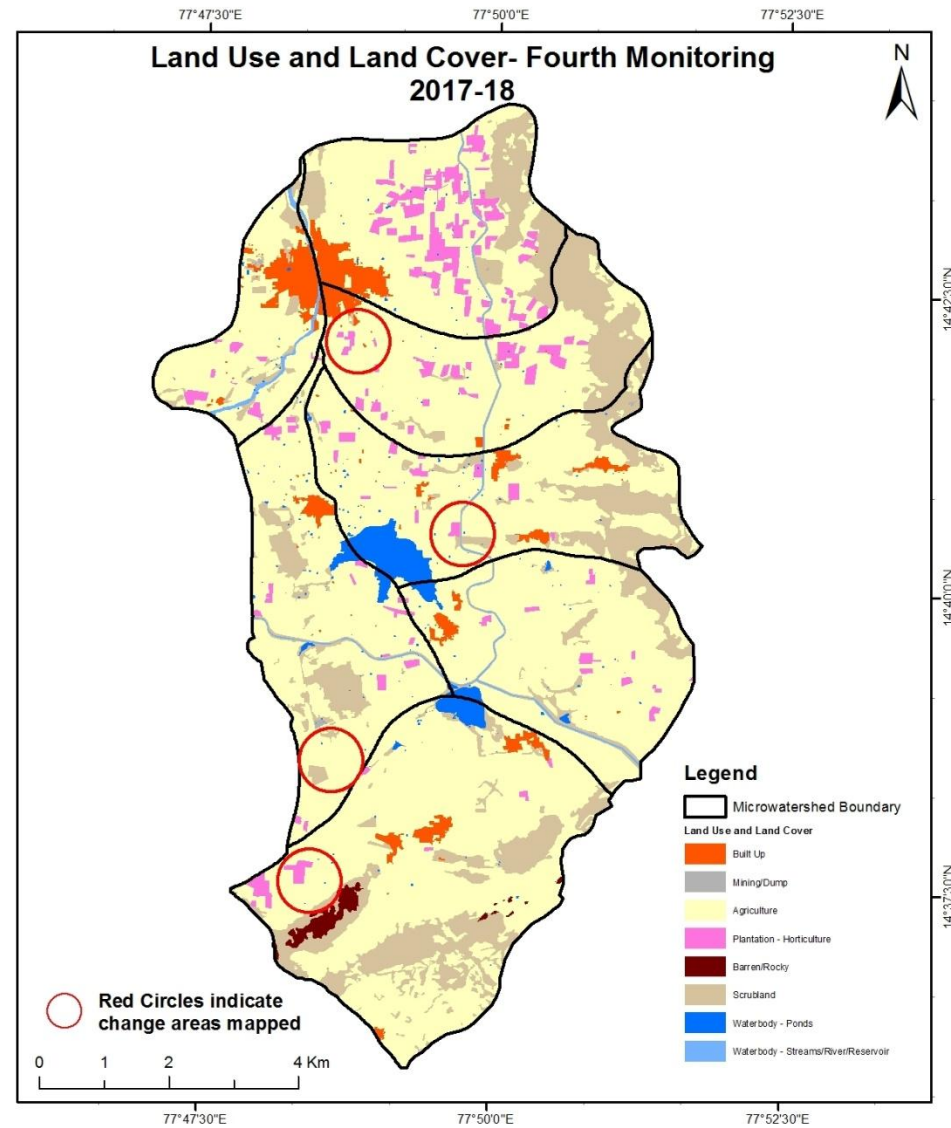 77°47'30"E
77°50'0"E
77°52'30"E
Land Use and Land Cover- Fourth Monitoring
2017-18
N
14°42'30"N
14°40'0"N
14°37'30"N
Legend
Microwatershed Boundary
Land Use and Land Cover
Built Up
Mining/Dump
Agriculture
Plantation - Horticulture
Barren/Rocky
Scrubland
Waterbody - Ponds
Waterbody - Streams/River/Reservoir
Red Circles indicate
change areas mapped
0 1 2 4 Km
77°47'30"E
77°50'0"E
77°52'30"E